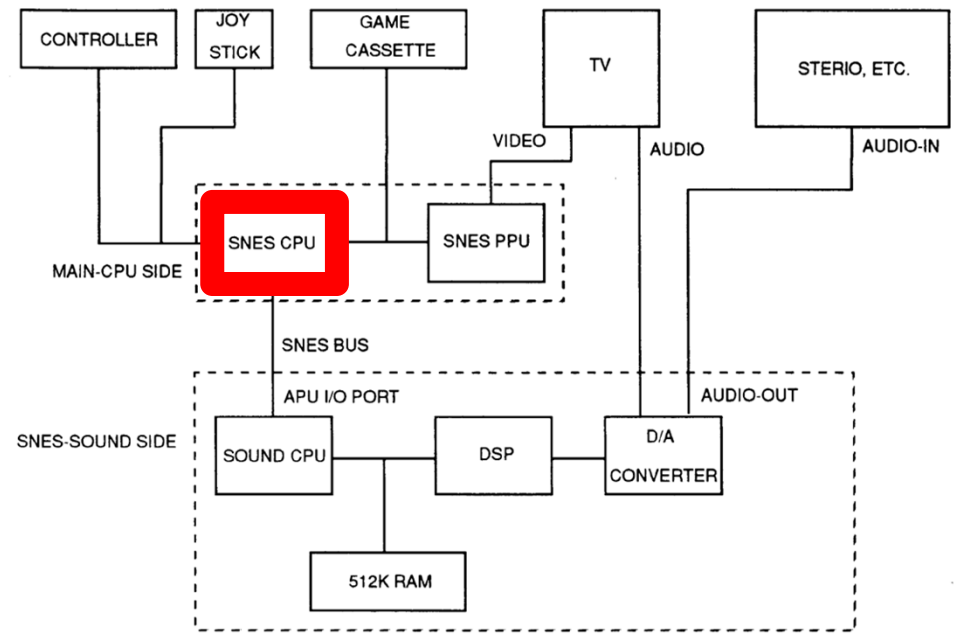 CONTROLLER
JOY
STICK
GAME
CASSETTE
TV
STERIO, ETC.
VIDEO
AUDIO
AUDIO-IN
SNES CPU
SNES PPU
MAIN-CPU SIDE
SNES BUS
APU I/O PORT
AUDIO-OUT
SNES-SOUND SIDE
SOUND CPU
DSP
D/A
CONVERTER
512K RAM